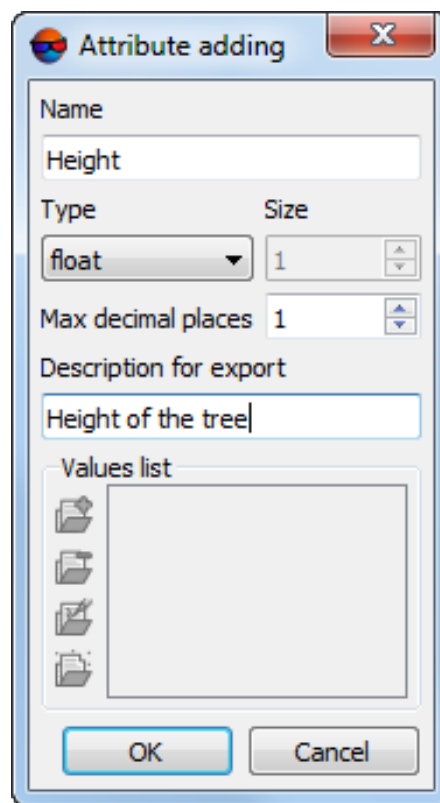 Attribute adding
Name
Height
Type Size
float 1
Max decimal places 1
Description for export
Height of the tree
Values list
OK Cancel